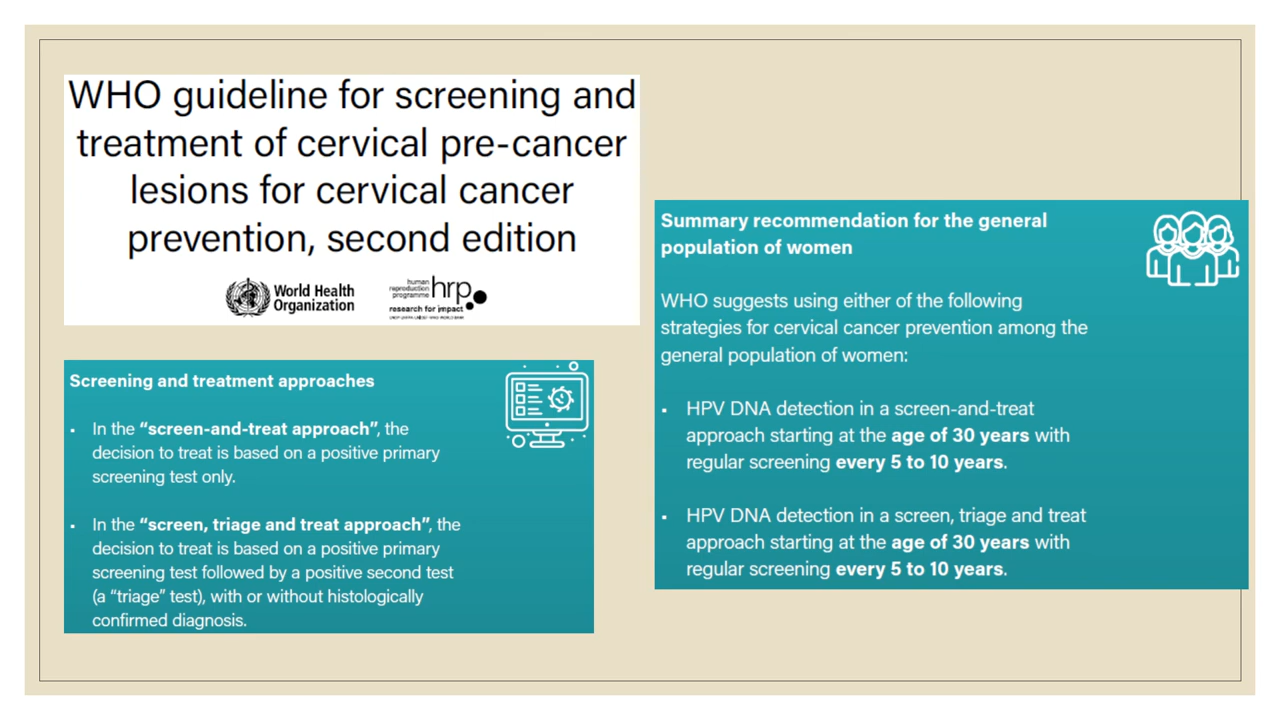 WHO guideline for screening and
treatment of cervical pre-cancer
lesions for cervical cancer
prevention, second edition
World Health
Organization
human
reproduction
programme
hrp
research for impact
Screening and treatment approaches
▪ In the “screen-and-treat approach”, the
decision to treat is based on a positive primary
screening test only.
▪ In the “screen, triage and treat approach”, the
decision to treat is based on a positive primary
screening test followed by a positive second test
(a “triage” test), with or without histologically
confirmed diagnosis.
Summary recommendation for the general
population of women
WHO suggests using either of the following
strategies for cervical cancer prevention among the
general population of women:
▪ HPV DNA detection in a screen-and-treat
approach starting at the age of 30 years with
regular screening every 5 to 10 years.
▪ HPV DNA detection in a screen, triage and treat
approach starting at the age of 30 years with
regular screening every 5 to 10 years.